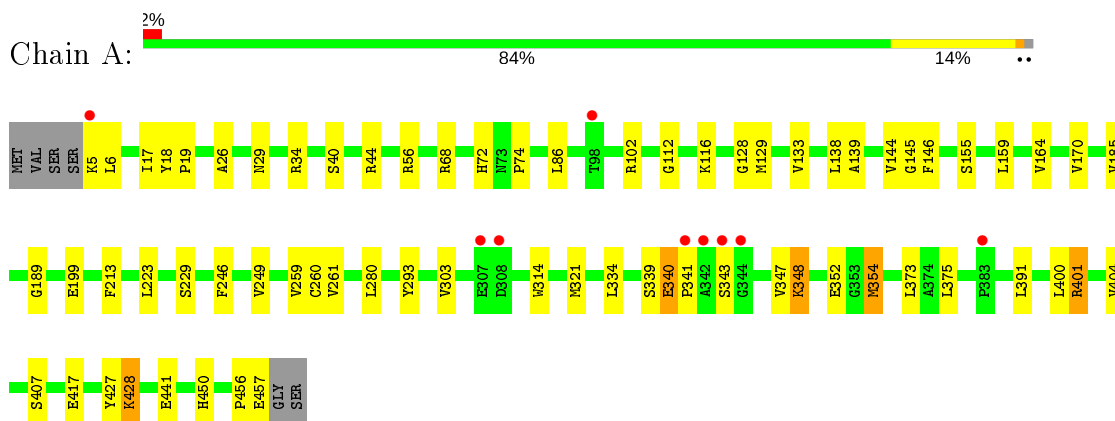 2%
Chain A:
84% 14% ••
MET VAL SER SER K5 L6 I17 Y18 P19 A26 N29 R34 S40 R44 R56 R68 H72 N73 P74 L86 T98 R102 G112 K116 G128 M129 V133 L138 A139 V144 G145 F146 S155 L159 V164 V170
G189 E199 F213 L223 S229 F246 V249 V259 C260 V261 L280 Y293 V303 E307 D308 W314 M321 L334 S339 E340 P341 A342 S343 G344 V347 K348 E352 G353 M354 L373 A374 L375 P383 L391 L400 R401
S407 E417 Y427 K428 E441 H450 P456 E457 GLY SER